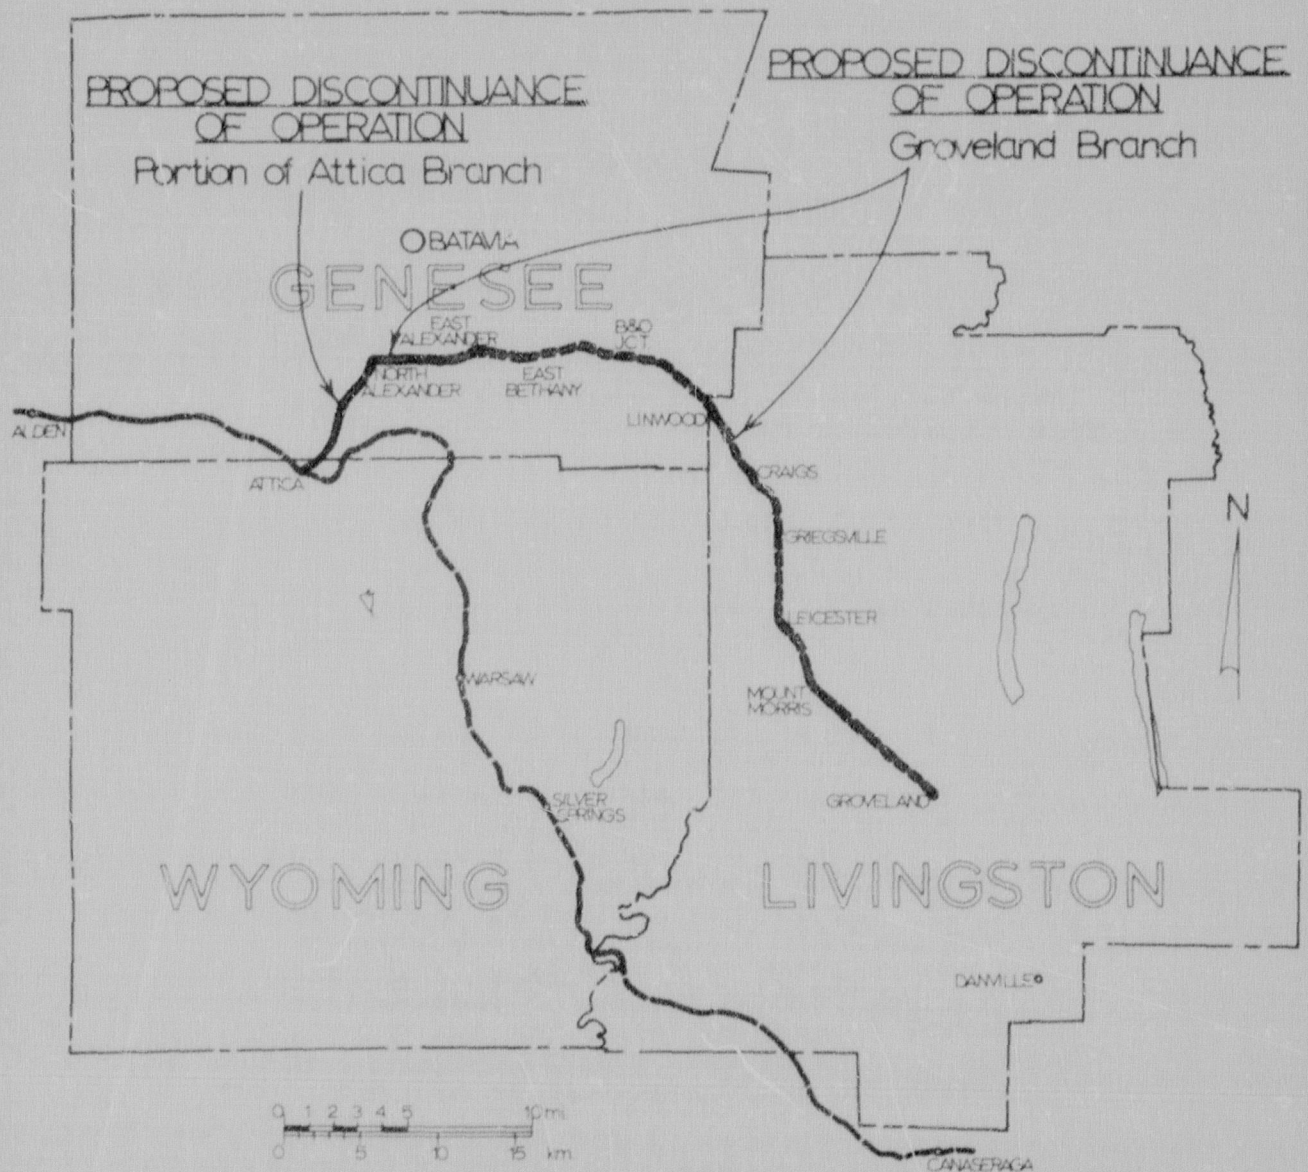 PROPOSED DISCONTINUANCE
OF OPERATION
Portion of Attica Branch
PROPOSED DISCONTINUANCE
OF OPERATION
Groveland Branch
BATAVIA
GENESEE
EAST
ALEXANDER
B&O
JCT.
NORTH
ALEXANDER
EAST
BETHANY
LINWOOD
ALDEN
ATTICA
CRAIGS
N
GRIEGSVILLE
LEICESTER
WARSAW
MOUNT
MORRIS
SILVER
SPRINGS
GROVELAND
WYOMING
LIVINGSTON
DANVILLE
0 1 2 3 4 5 10 mi.
0 5 10 15 km
CANASERAGA